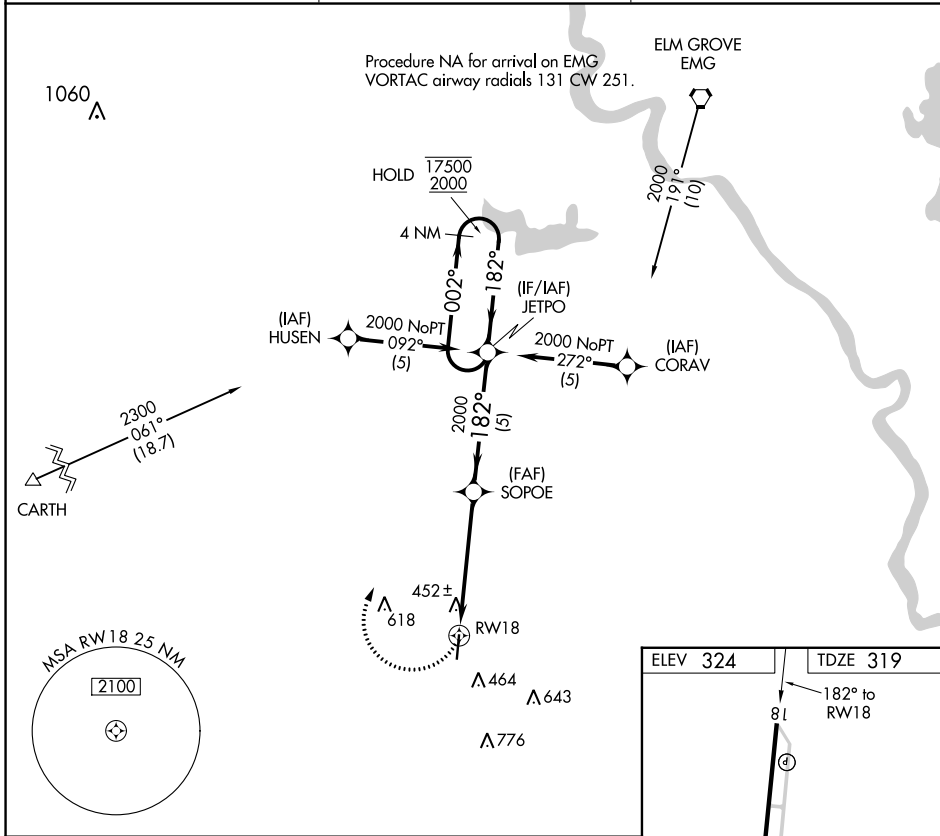 Procedure NA for arrival on EMG
VORTAC airway radials 131 CW 251.
ELM GROVE
EMG
1060
HOLD
17500
2000
4 NM
2000
191°
(10)
002°
182°
(IF/IAF)
JETPO
(IAF)
HUSEN
2000 NoPT
092°
(5)
2000 NoPT
272°
(5)
(IAF)
CORAV
2300
061°
(18.7)
CARTH
2000
182°
(5)
(FAF)
SOPOE
452±
618
RW18
464
643
776
MSA RW18 25 NM
2100
ELEV 324
TDZE 319
182° to
RW18
18
P